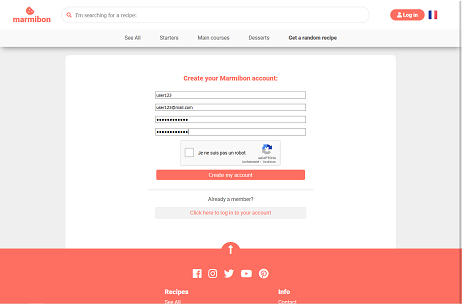 marmibon
I'm searching for a recipe:
Log in
See All
Starters
Main courses
Desserts
Get a random recipe
Create your Marmibon account:
user123
user123@mail.com
Je ne suis pas un robot
reCAPTCHA
Confidentialité - Conditions
Create my account
Already a member?
Click here to log in to your account
Recipes
Info
See All
Contact